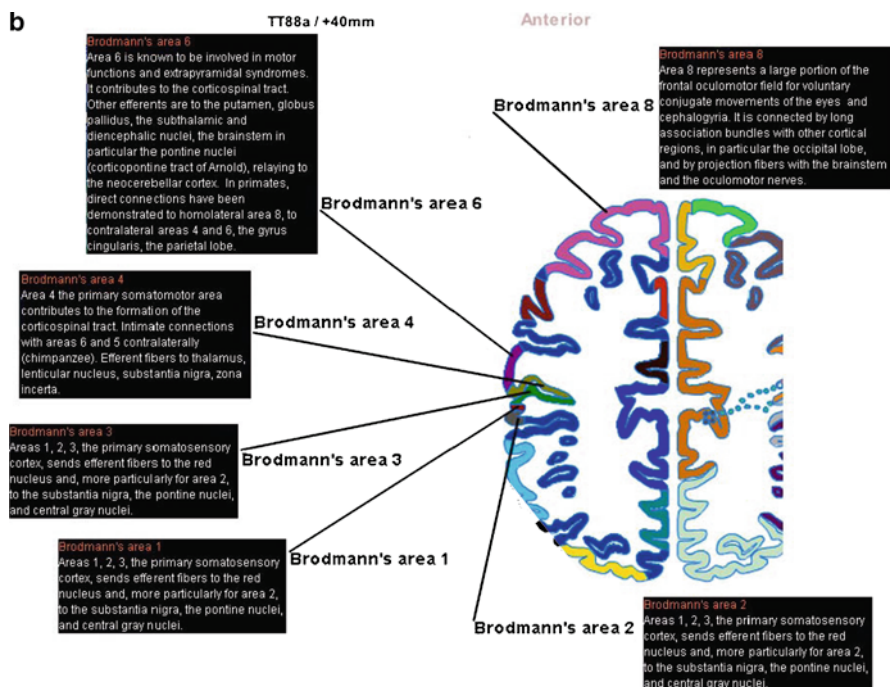 b
TT88a / +40mm
Anterior
Brodmann's area 6
Area 6 is known to be involved in motor
functions and extrapyramidal syndromes.
It contributes to the corticospinal tract.
Other efferents are to the putamen, globus
pallidus, the subthalamic and
diencephalic nuclei, the brainstem in
particular the pontine nuclei
(corticopontine tract of Arnold), relaying to
the neocerebellar cortex. In primates,
direct connections have been
demonstrated to homolateral area 8, to
contralateral areas 4 and 6, the gyrus
cingularis, the parietal lobe.
Brodmann's area 8
Area 8 represents a large portion of the
frontal oculomotor field for voluntary
conjugate movements of the eyes and
cephalogyria. It is connected by long
association bundles with other cortical
regions, in particular the occipital lobe,
and by projection fibers with the brainstem
and the oculomotor nerves.
Brodmann's area 8
Brodmann's area 6
Brodmann's area 4
Area 4 the primary somatomotor area
contributes to the formation of the
corticospinal tract. Intimate connections
with areas 6 and 5 contralaterally
(chimpanzee). Efferent fibers to thalamus,
lenticular nucleus, substantia nigra, zona
incerta.
Brodmann's area 4
Brodmann's area 3
Areas 1, 2, 3, the primary somatosensory
cortex, sends efferent fibers to the red
nucleus and, more particularly for area 2,
to the substantia nigra, the pontine nuclei,
and central gray nuclei.
Brodmann's area 3
Brodmann's area 1
Areas 1, 2, 3, the primary somatosensory
cortex, sends efferent fibers to the red
nucleus and, more particularly for area 2,
to the substantia nigra, the pontine nuclei,
and central gray nuclei.
Brodmann's area 1
Brodmann's area 2
Brodmann's area 2
Areas 1, 2, 3, the primary somatosensory
cortex, sends efferent fibers to the red
nucleus and, more particularly for area 2,
to the substantia nigra, the pontine nuclei,
and central gray nuclei.